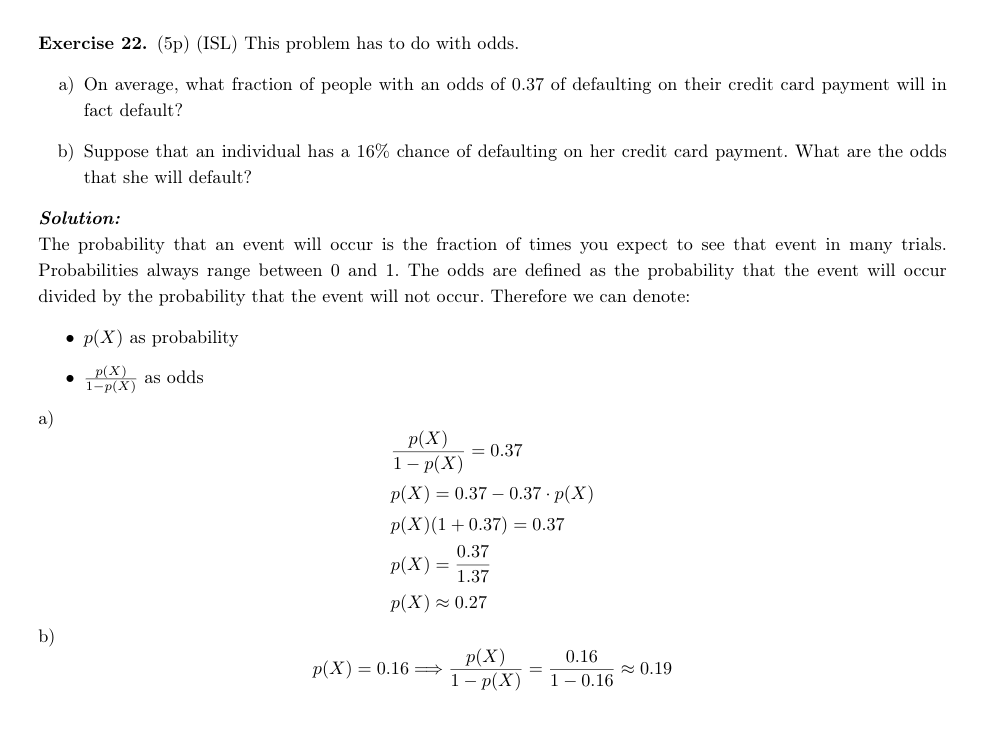 Exercise 22. (5p) (ISL) This problem has to do with odds.
a) On average, what fraction of people with an odds of 0.37 of defaulting on their credit card payment will in
fact default?
b) Suppose that an individual has a 16% chance of defaulting on her credit card payment. What are the odds
that she will default?
Solution:
The probability that an event will occur is the fraction of times you expect to see that event in many trials.
Probabilities always range between 0 and 1. The odds are defined as the probability that the event will occur
divided by the probability that the event will not occur. Therefore we can denote:
• p(X) as probability
• \frac{p(X)}{1-p(X)} as odds
a)
\frac{p(X)}{1 - p(X)} = 0.37
p(X) = 0.37 − 0.37 · p(X)
p(X)(1 + 0.37) = 0.37
p(X) = \frac{0.37}{1.37}
p(X) ≈ 0.27
b)
p(X) = 0.16 ⟹ \frac{p(X)}{1 - p(X)} = \frac{0.16}{1 - 0.16} ≈ 0.19